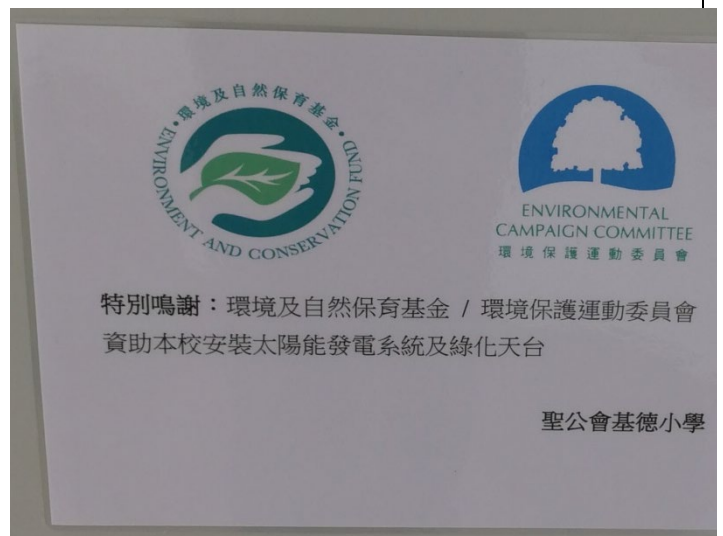 ·環境及自然保育基金·
ENVIRONMENT AND CONSERVATION FUND
ENVIRONMENTAL
CAMPAIGN COMMITTEE
環境保護運動委員會
特別鳴謝：環境及自然保育基金 / 環境保護運動委員會
資助本校安裝太陽能發電系統及綠化天台
聖公會基德小學